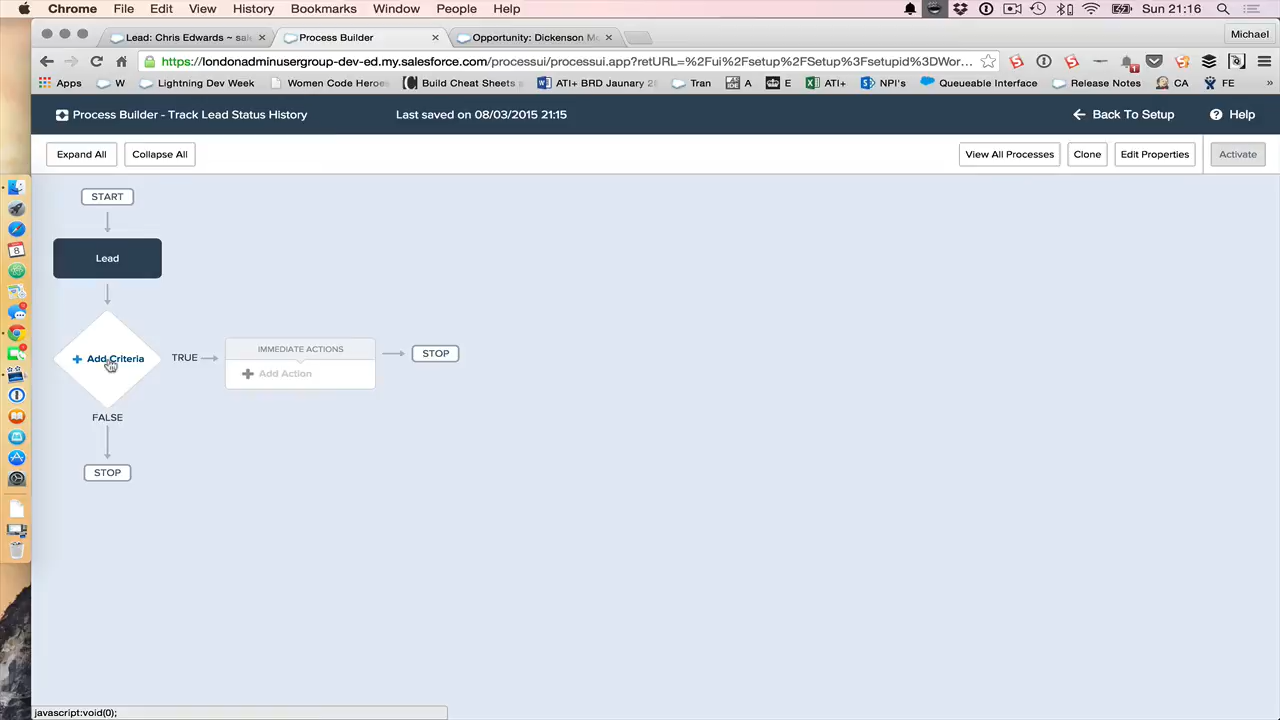 Chrome File Edit View History Bookmarks Window People Help Sun 21:16
Lead: Chris Edwards ~ sale Process Builder Opportunity: Dickenson Mo Michael
https://londonadminusergroup-dev-ed.my.salesforce.com/processui/processui.app?retURL=%2Fui%2Fsetup%2FSetup%3Fsetupid%3DWor...
Apps Lightning Dev Week Women Code Heroes Build Cheat Sheets ATI+ BRD Jaunary 28 Tran A E ATI+ NPI's Queueable Interface Release Notes CA FE »
Process Builder - Track Lead Status History Last saved on 08/03/2015 21:15 Back To Setup Help
Expand All Collapse All View All Processes Clone Edit Properties Activate
START
Lead
+ Add Criteria TRUE IMMEDIATE ACTIONS STOP
+ Add Action
FALSE
STOP
javascript:void(0);